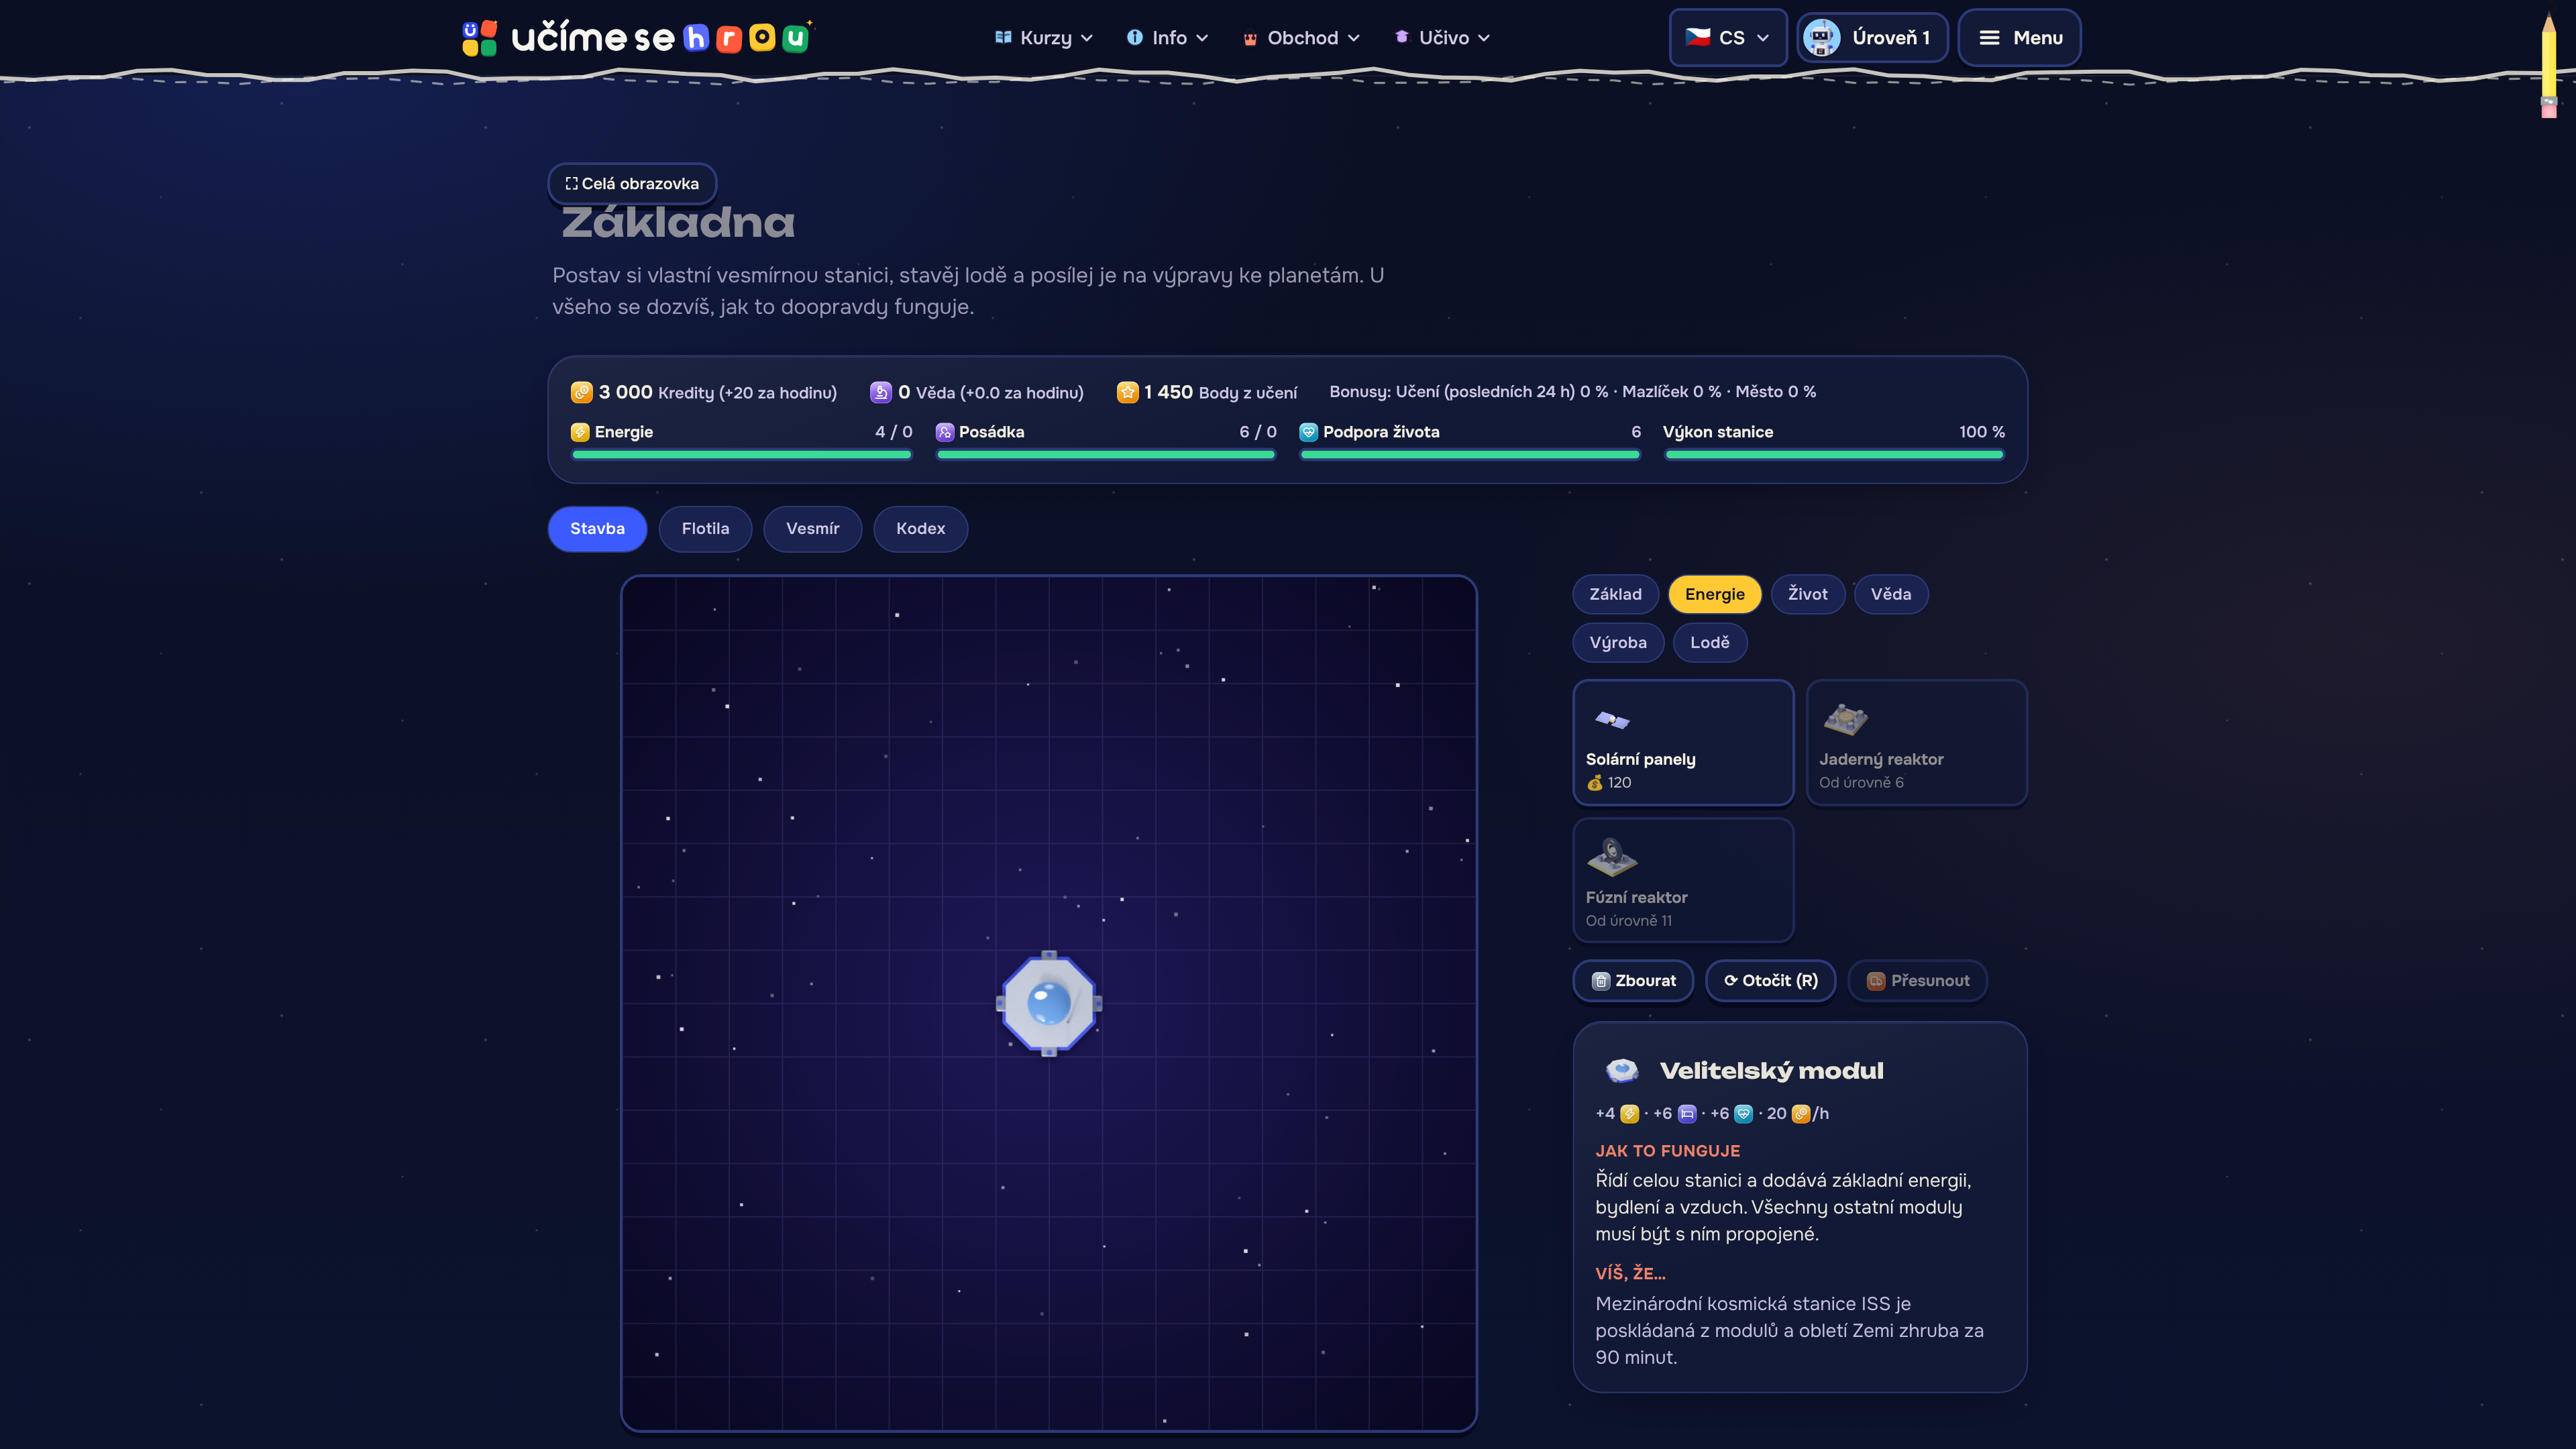 učíme se hrou
Kurzy
Info
Obchod
Učivo
CS
Úroveň 1
Menu
Celá obrazovka
Základna
Postav si vlastní vesmírnou stanici, stavěj lodě a posílej je na výpravy ke planetám. U
všeho se dozvíš, jak to doopravdy funguje.
3 000 Kredity (+20 za hodinu)
0 Věda (+0.0 za hodinu)
1 450 Body z učení
Bonusy: Učení (posledních 24 h) 0 % · Mazlíček 0 % · Město 0 %
Energie 4 / 0
Posádka 6 / 0
Podpora života 6
Výkon stanice 100 %
Stavba
Flotila
Vesmír
Kodex
Základ
Energie
Život
Věda
Výroba
Lodě
Solární panely
120
Jaderný reaktor
Od úrovně 6
Fúzní reaktor
Od úrovně 11
Zbourat
⟳ Otočit (R)
Přesunout
Velitelský modul
+4 · +6 · +6 · 20 /h
JAK TO FUNGUJE
Řídí celou stanici a dodává základní energii,
bydlení a vzduch. Všechny ostatní moduly
musí být s ním propojené.
VÍŠ, ŽE...
Mezinárodní kosmická stanice ISS je
poskládaná z modulů a obletí Zemi zhruba za
90 minut.